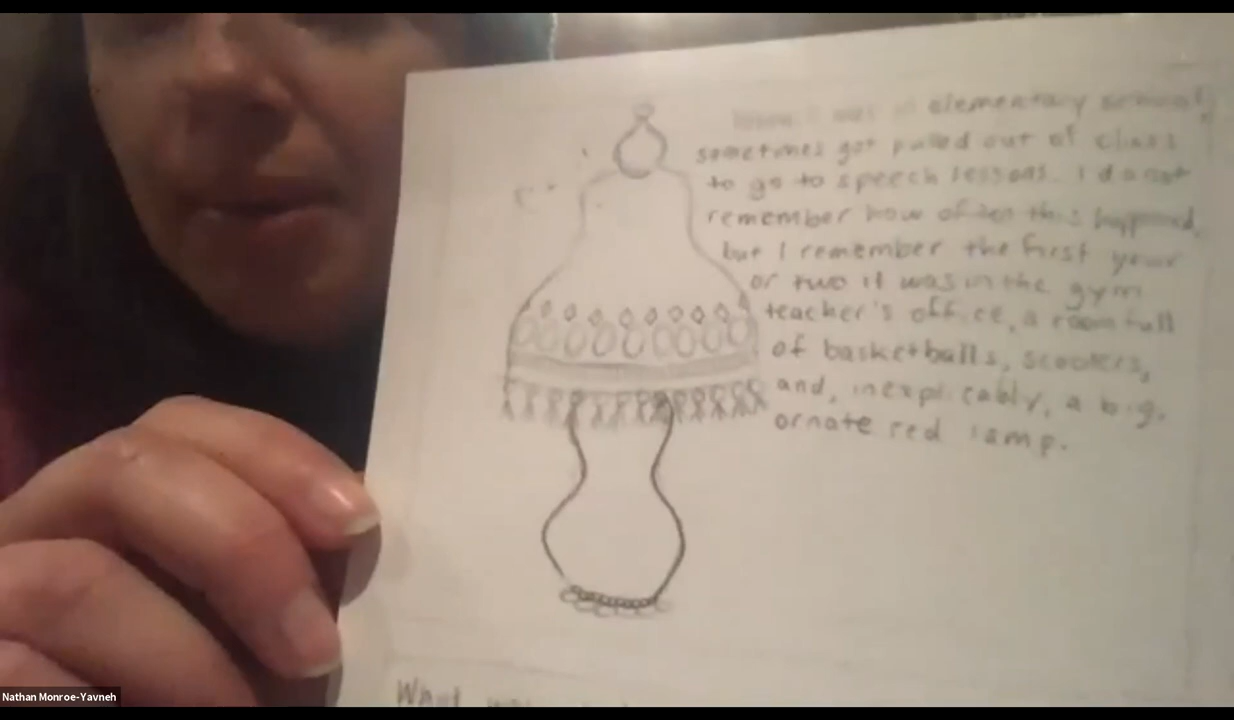 When I was in elementary school, I
sometimes got pulled out of class
to go to speech lessons. I do not
remember how often this happened,
but I remember the first year
or two it was in the gym
teacher's office, a room full
of basketballs, scooters,
and, inexplicably, a big,
ornate red lamp.
What
Nathan Monroe-Yavneh